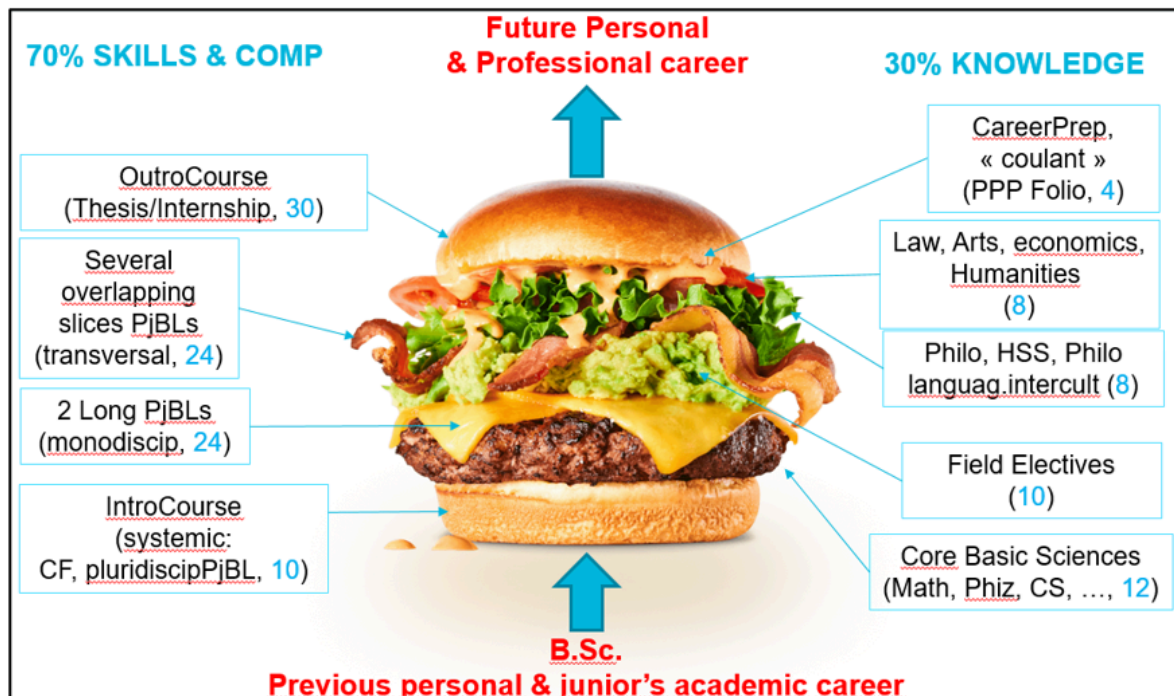 Future Personal
& Professional career
70% SKILLS & COMP
30% KNOWLEDGE
OutroCourse
(Thesis/Internship, 30)
Several
overlapping
slices PjBLs
(transversal, 24)
2 Long PjBLs
(monodiscip, 24)
IntroCourse
(systemic:
CF, pluridiscipPjBL, 10)
CareerPrep,
« coulant »
(PPP Folio, 4)
Law, Arts, economics,
Humanities
(8)
Philo, HSS, Philo
languag.intercult (8)
Field Electives
(10)
Core Basic Sciences
(Math, Phiz, CS, ..., 12)
B.Sc.
Previous personal & junior's academic career